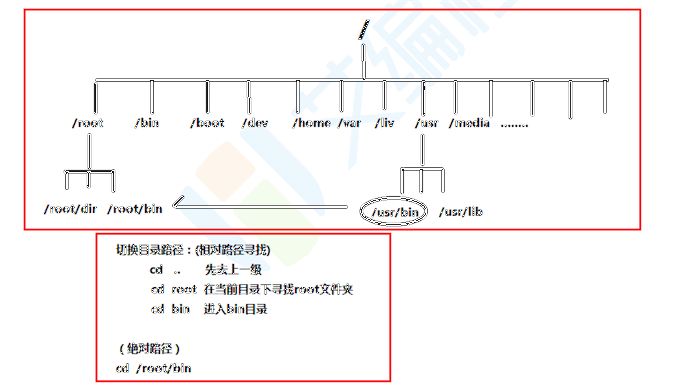 /
/root /bin /boot /dev /home /var /liv /usr /media ........
/root/dir /root/bin /usr/bin /usr/lib
切换目录路径：(相对路径寻找)
cd .. 先去上一级
cd root 在当前目录下寻找root文件夹
cd bin 进入bin目录
（绝对路径）
cd /root/bin